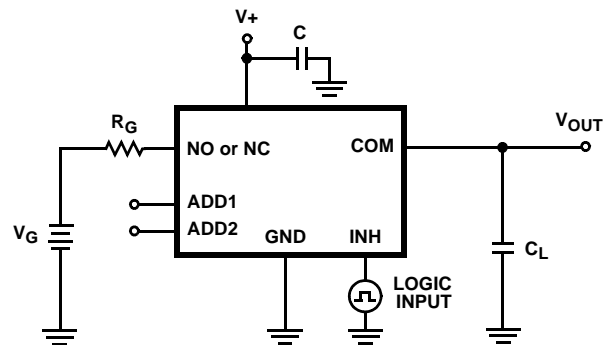 V+
C
RG
NO or NC
COM
VOUT
ADD1
ADD2
VG
GND
INH
CL
LOGIC
INPUT